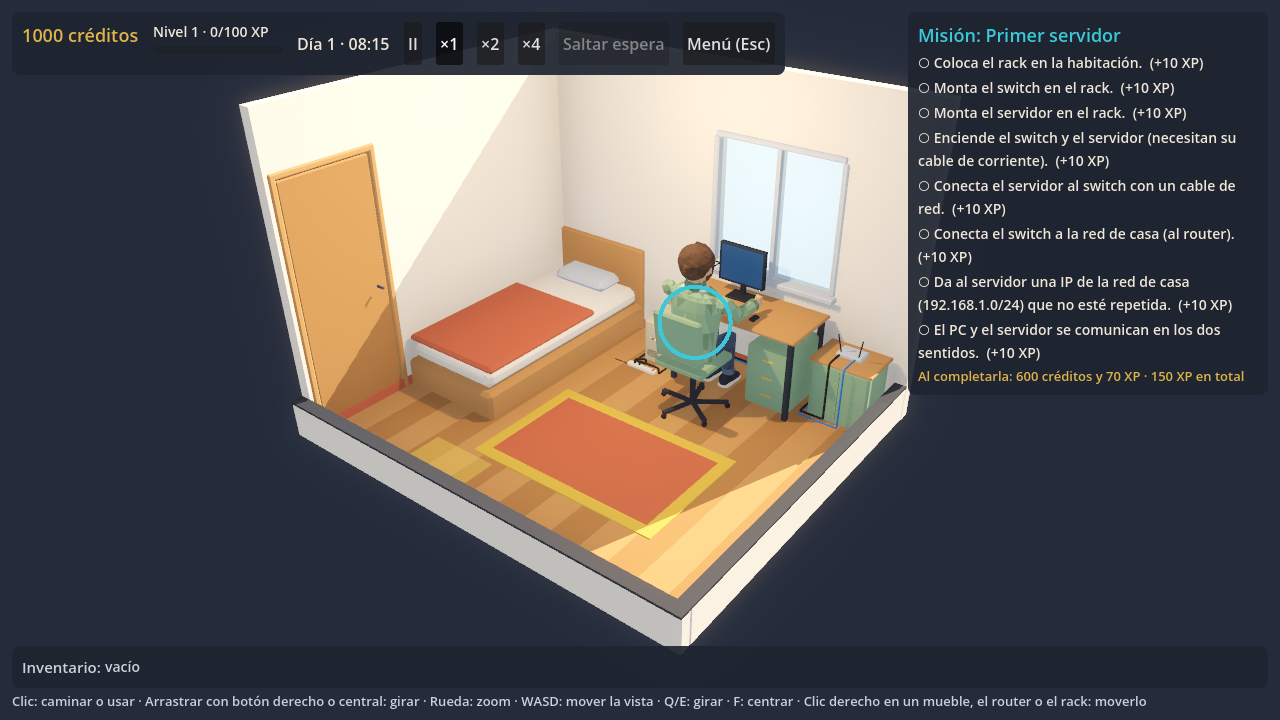 1000 créditos
Nivel 1 · 0/100 XP
Día 1 · 08:15
II
×1
×2
×4
Saltar espera
Menú (Esc)
Misión: Primer servidor
○ Coloca el rack en la habitación. (+10 XP)
○ Monta el switch en el rack. (+10 XP)
○ Monta el servidor en el rack. (+10 XP)
○ Enciende el switch y el servidor (necesitan su
cable de corriente). (+10 XP)
○ Conecta el servidor al switch con un cable de
red. (+10 XP)
○ Conecta el switch a la red de casa (al router).
(+10 XP)
○ Da al servidor una IP de la red de casa
(192.168.1.0/24) que no esté repetida. (+10 XP)
○ El PC y el servidor se comunican en los dos
sentidos. (+10 XP)
Al completarla: 600 créditos y 70 XP · 150 XP en total
Inventario: vacío
Clic: caminar o usar · Arrastrar con botón derecho o central: girar · Rueda: zoom · WASD: mover la vista · Q/E: girar · F: centrar · Clic derecho en un mueble, el router o el rack: moverlo